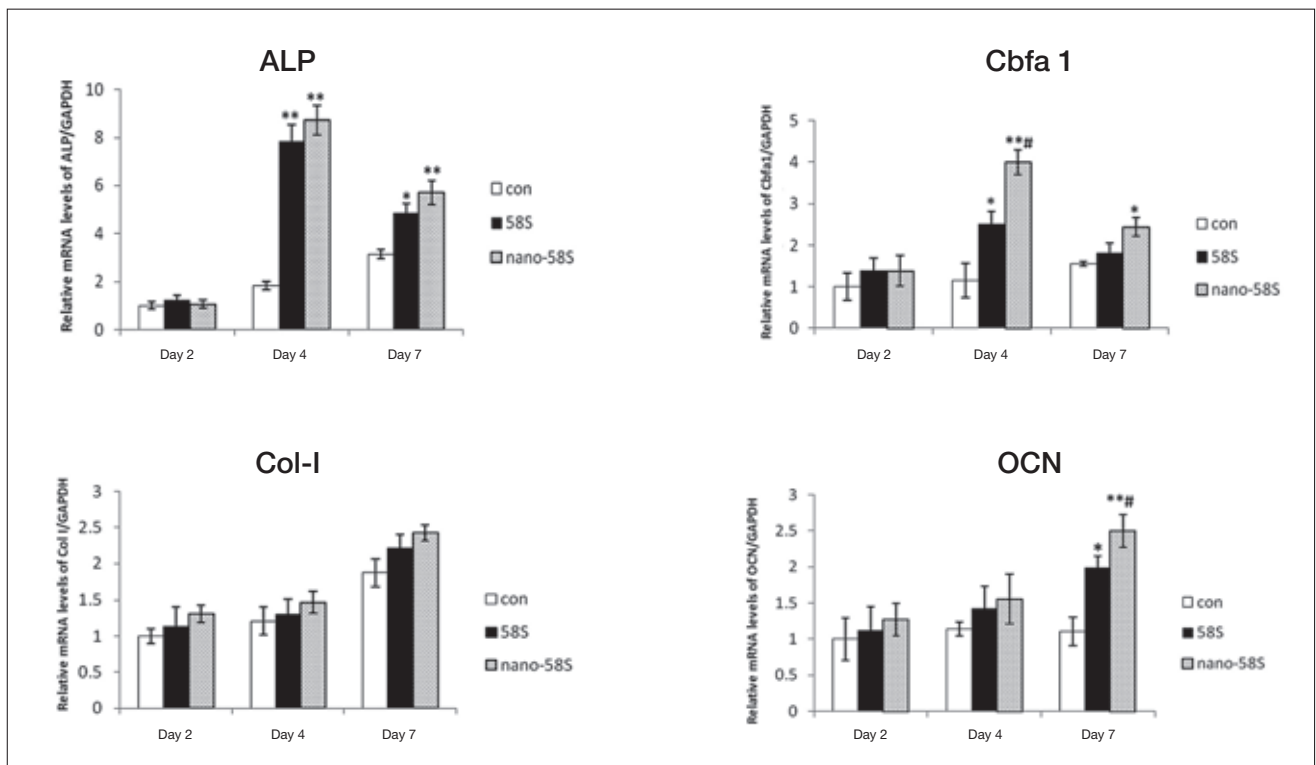 ALP
Relative mRNA levels of ALP/GAPDH
10
8
6
4
2
0
** **
* **
Day 2 Day 4 Day 7
con
58S
nano-58S
Cbfa 1
Relative mRNA levels of Cbfa1/GAPDH
5
4
3
2
1
0
* **#
*
Day 2 Day 4 Day 7
con
58S
nano-58S
Col-I
Relative mRNA levels of Col I/GAPDH
3
2.5
2
1.5
1
0.5
0
Day 2 Day 4 Day 7
con
58S
nano-58S
OCN
Relative mRNA levels of OCN/GAPDH
3
2.5
2
1.5
1
0.5
0
* **#
Day 2 Day 4 Day 7
con
58S
nano-58S